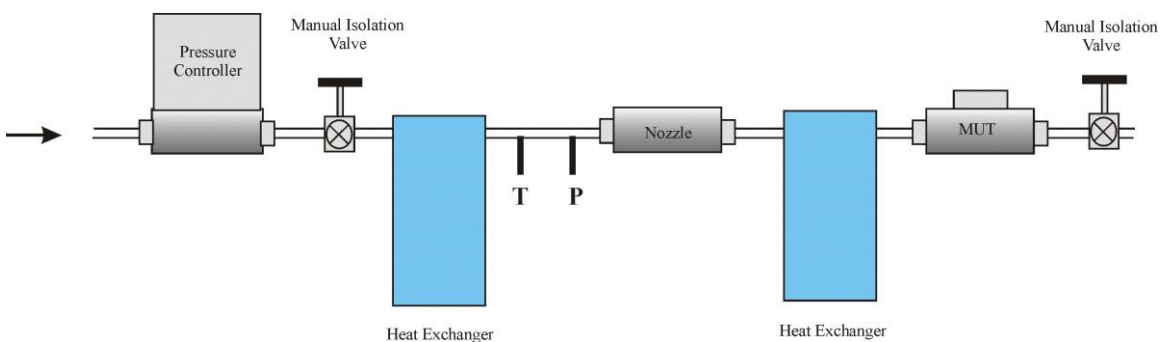 Manual Isolation
Valve
Pressure
Controller
Manual Isolation
Valve
Nozzle
MUT
T
P
Heat Exchanger
Heat Exchanger